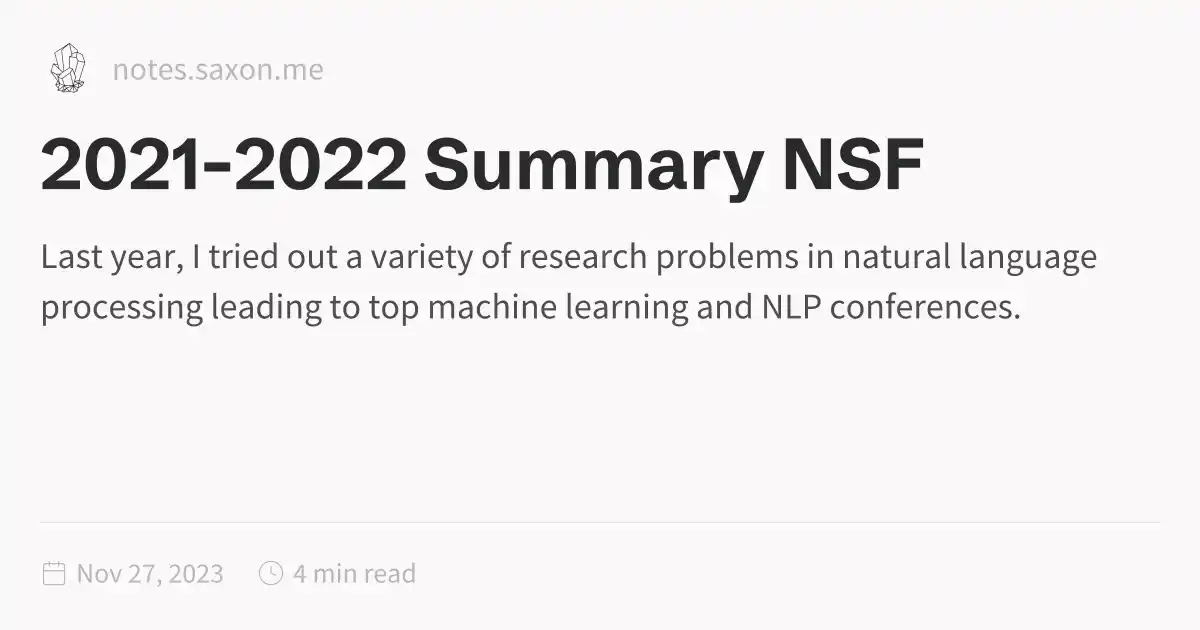 notes.saxon.me
2021-2022 Summary NSF
Last year, I tried out a variety of research problems in natural language
processing leading to top machine learning and NLP conferences.
Nov 27, 2023 4 min read